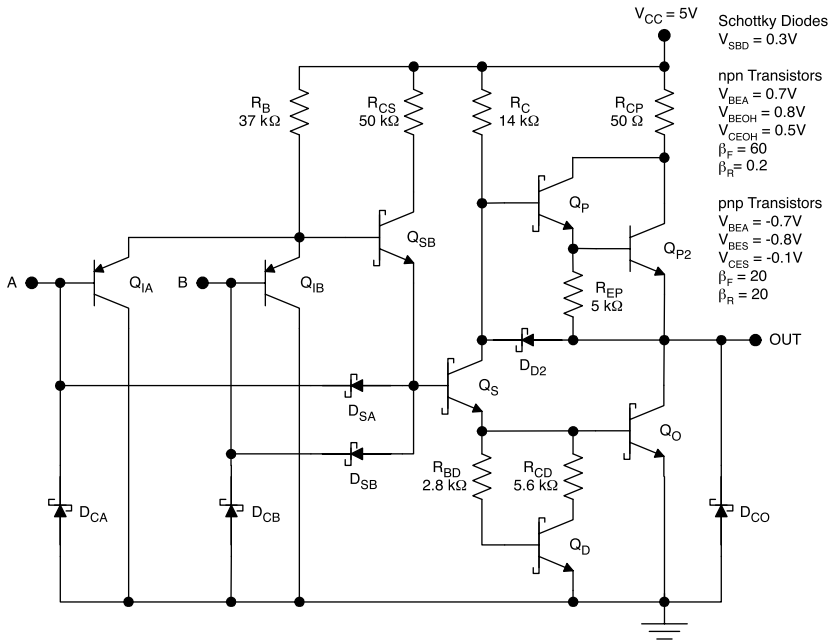 V_CC = 5V
Schottky Diodes
V_SBD = 0.3V
npn Transistors
V_BEA = 0.7V
V_BEOH = 0.8V
V_CEOH = 0.5V
β_F = 60
β_R = 0.2
pnp Transistors
V_BEA = -0.7V
V_BES = -0.8V
V_CES = -0.1V
β_F = 20
β_R = 20
R_B
37 kΩ
R_CS
50 kΩ
R_C
14 kΩ
R_CP
50 Ω
Q_P
Q_SB
Q_P2
A
Q_IA
B
Q_IB
R_EP
5 kΩ
OUT
D_D2
Q_S
D_SA
Q_O
D_SB
R_BD
2.8 kΩ
R_CD
5.6 kΩ
D_CA
D_CB
D_CO
Q_D